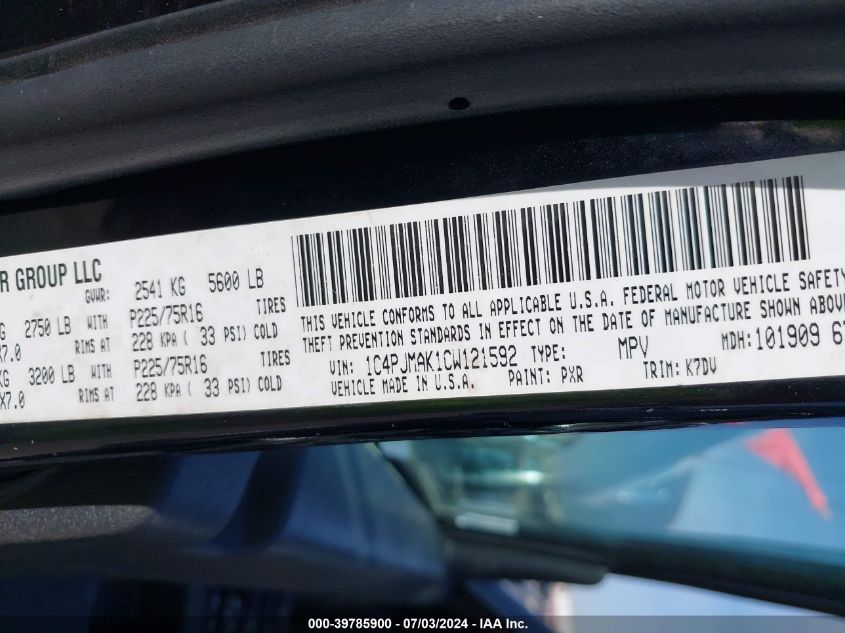 R GROUP LLC
GVWR: 2541 KG 5600 LB
2750 LB WITH P225/75R16 TIRES
X7.0 RIMS AT 228 KPA ( 33 PSI) COLD
KG 3200 LB WITH P225/75R16 TIRES
X7.0 RIMS AT 228 KPA ( 33 PSI) COLD
THIS VEHICLE CONFORMS TO ALL APPLICABLE U.S.A. FEDERAL MOTOR VEHICLE SAFETY
THEFT PREVENTION STANDARDS IN EFFECT ON THE DATE OF MANUFACTURE SHOWN ABOVE
VIN: 1C4PJMAK1CW121592 TYPE: MPV MDH: 101909 6
VEHICLE MADE IN U.S.A. PAINT: PXR TRIM: K7DV
000-39785900 - 07/03/2024 - IAA Inc.